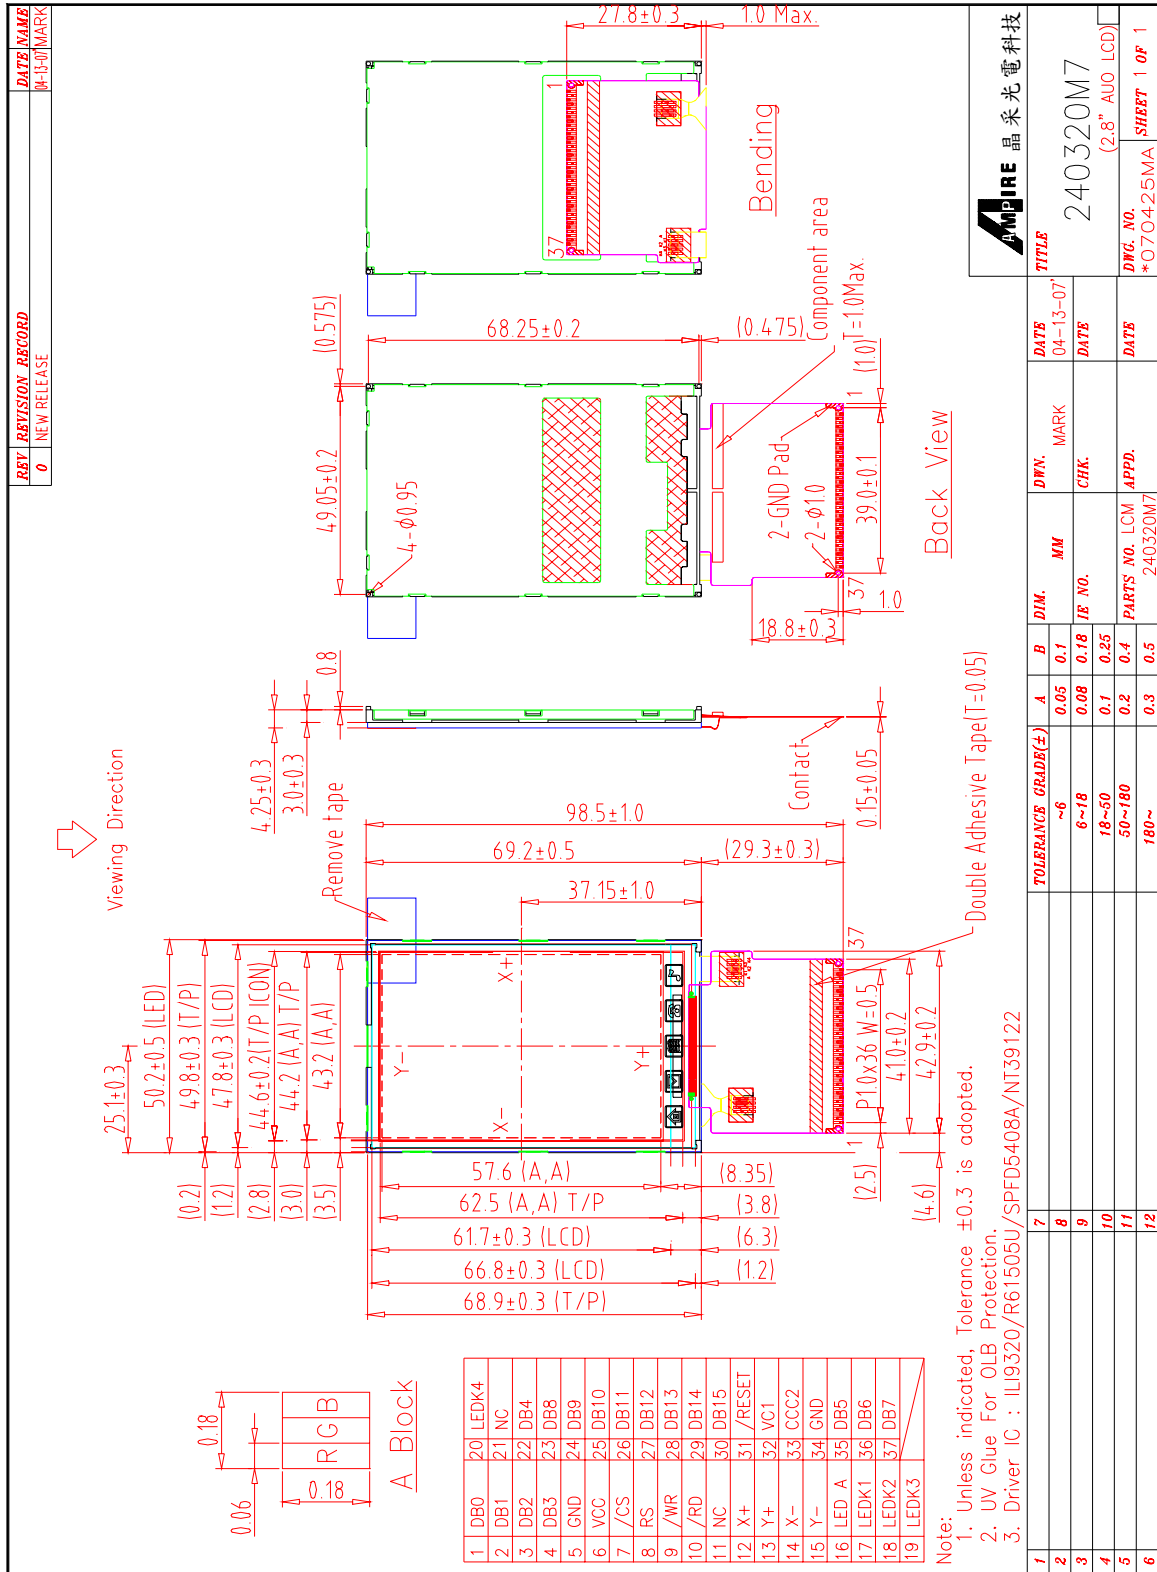 REV REVISION RECORD DATE NAME
0 NEW RELEASE 04-13-07' MARK
Viewing Direction
25.1±0.3
50.2±0.5 (LED)
49.8±0.3 (T/P)
47.8±0.3 (LCD)
44.6±0.2(T/P ICON)
44.2 (A,A) T/P
43.2 (A,A)
(0.2)
(1.2)
(2.8)
(3.0)
(3.5)
Remove tape
X+
Y-
Y+
X-
57.6 (A,A)
(8.35)
62.5 (A,A) T/P
(3.8)
61.7±0.3 (LCD)
(6.3)
66.8±0.3 (LCD)
(1.2)
68.9±0.3 (T/P)
98.5±1.0
69.2±0.5
(29.3±0.3)
37.15±1.0
37
1
P1.0x36 W=0.5
41.0±0.2
42.9±0.2
(2.5)
(4.6)
Double Adhesive Tape(T=0.05)
4.25±0.3
3.0±0.3
0.8
Contact
0.15±0.05
49.05±0.2
(0.575)
4-ϕ0.95
68.25±0.2
(0.475)
Component area
T=1.0Max.
1
(1.0)
2-GND Pad
2-ϕ1.0
39.0±0.1
37
1.0
18.8±0.3
Back View
27.8±0.3
1.0 Max.
1
37
Bending
0.18
0.06
R G B
0.18
A Block
1 DB0 20 LEDK4
2 DB1 21 NC
3 DB2 22 DB4
4 DB3 23 DB8
5 GND 24 DB9
6 VCC 25 DB10
7 /CS 26 DB11
8 RS 27 DB12
9 /WR 28 DB13
10 /RD 29 DB14
11 NC 30 DB15
12 X+ 31 /RESET
13 Y+ 32 VC1
14 X- 33 CCC2
15 Y- 34 GND
16 LED A 35 DB5
17 LEDK1 36 DB6
18 LEDK2 37 DB7
19 LEDK3
Note:
1. Unless indicated, Tolerance ±0.3 is adopted.
2. UV Glue For OLB Protection.
3. Driver IC : ILI9320/R61505U/SPFD5408A/NT39122
1 7
2 8
3 9
4 10
5 11
6 12
TOLERANCE GRADE(±) A B
~6 0.05 0.1
6~18 0.08 0.18
18~50 0.1 0.25
50~180 0.2 0.4
180~ 0.3 0.5
DIM. MM
IE NO.
PARTS NO. LCM
240320M7
DWN. MARK
DATE 04-13-07'
CHK. DATE
APPD. DATE
AMPIRE 晶采光電科技
TITLE
240320M7
(2.8" AUO LCD)
DWG. NO.
*070425MA
SHEET 1 OF 1